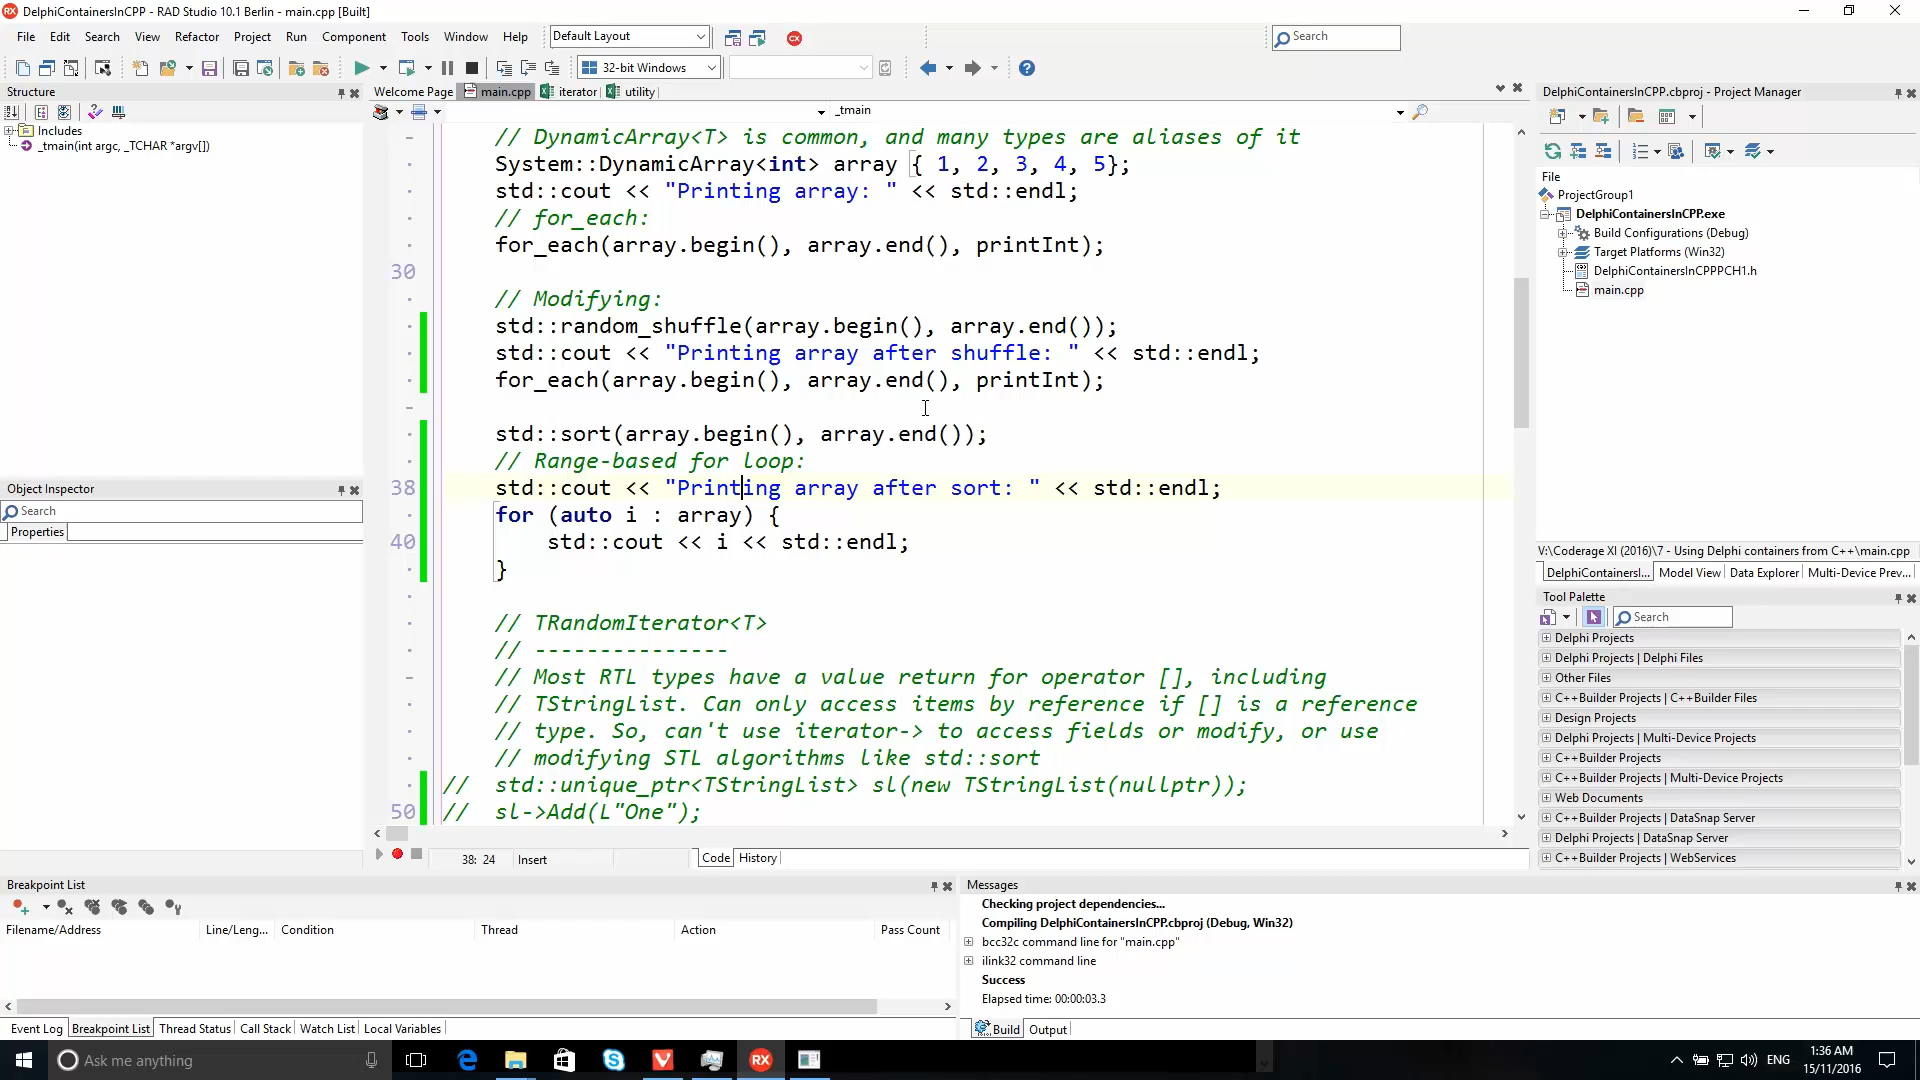 DelphiContainersInCPP - RAD Studio 10.1 Berlin - main.cpp [Built]
File Edit Search View Refactor Project Run Component Tools Window Help Default Layout Search
32-bit Windows
Structure
Includes
_tmain(int argc, _TCHAR *argv[])
Object Inspector
Search
Properties
Welcome Page main.cpp iterator utility
_tmain
// DynamicArray<T> is common, and many types are aliases of it
System::DynamicArray<int> array { 1, 2, 3, 4, 5};
std::cout << "Printing array: " << std::endl;
// for_each:
for_each(array.begin(), array.end(), printInt);
30
// Modifying:
std::random_shuffle(array.begin(), array.end());
std::cout << "Printing array after shuffle: " << std::endl;
for_each(array.begin(), array.end(), printInt);
std::sort(array.begin(), array.end());
// Range-based for loop:
38 std::cout << "Printing array after sort: " << std::endl;
for (auto i : array) {
40 std::cout << i << std::endl;
}
// TRandomIterator<T>
// ---------------
// Most RTL types have a value return for operator [], including
// TStringList. Can only access items by reference if [] is a reference
// type. So, can't use iterator-> to access fields or modify, or use
// modifying STL algorithms like std::sort
// std::unique_ptr<TStringList> sl(new TStringList(nullptr));
50 // sl->Add(L"One");
38: 24 Insert Code History
DelphiContainersInCPP.cbproj - Project Manager
File
ProjectGroup1
DelphiContainersInCPP.exe
Build Configurations (Debug)
Target Platforms (Win32)
DelphiContainersInCPPPCH1.h
main.cpp
V:\Coderage XI (2016)\7 - Using Delphi containers from C++\main.cpp
DelphiContainersI... Model View Data Explorer Multi-Device Prev...
Tool Palette
Search
Delphi Projects
Delphi Projects | Delphi Files
Other Files
C++Builder Projects | C++Builder Files
Design Projects
Delphi Projects | Multi-Device Projects
C++Builder Projects
C++Builder Projects | Multi-Device Projects
Web Documents
C++Builder Projects | DataSnap Server
Delphi Projects | DataSnap Server
C++Builder Projects | WebServices
Breakpoint List
Filename/Address Line/Leng... Condition Thread Action Pass Count
Event Log Breakpoint List Thread Status Call Stack Watch List Local Variables
Messages
Checking project dependencies...
Compiling DelphiContainersInCPP.cbproj (Debug, Win32)
bcc32c command line for "main.cpp"
ilink32 command line
Success
Elapsed time: 00:00:03.3
Build Output
Ask me anything
RX
ENG
1:36 AM
15/11/2016